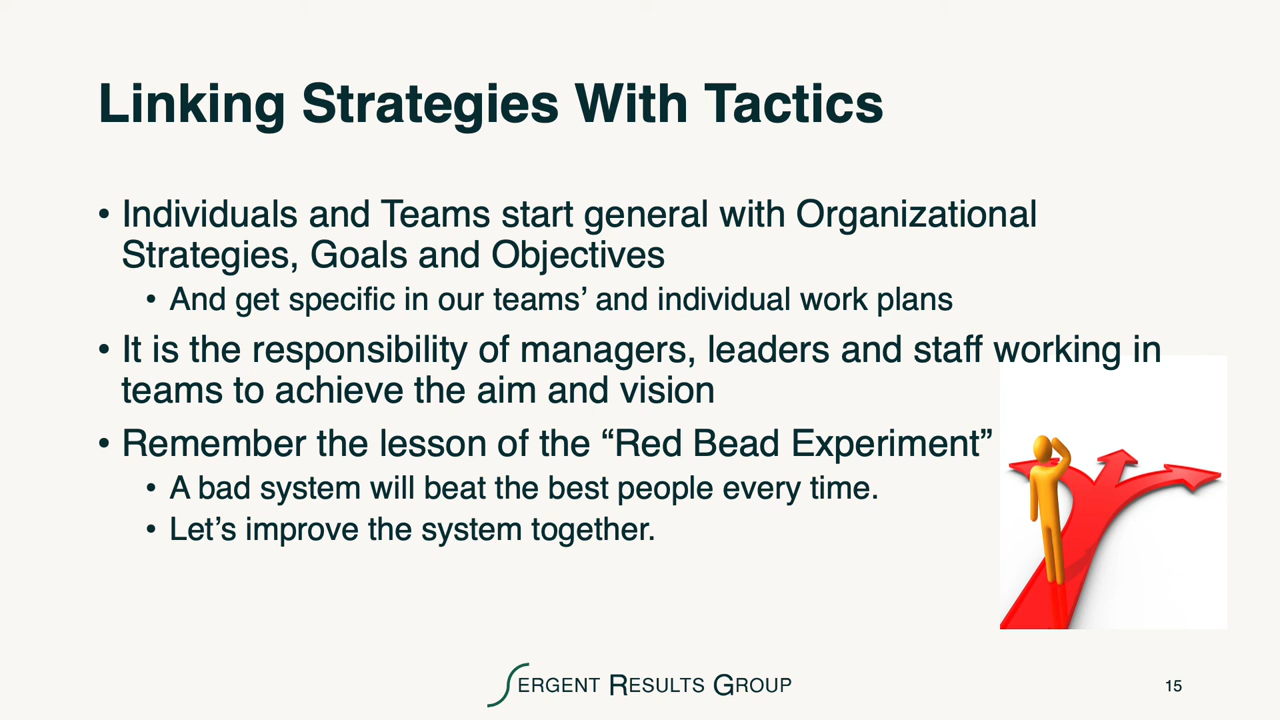 Linking Strategies With Tactics
• Individuals and Teams start general with Organizational
Strategies, Goals and Objectives
• And get specific in our teams’ and individual work plans
• It is the responsibility of managers, leaders and staff working in
teams to achieve the aim and vision
• Remember the lesson of the “Red Bead Experiment”
• A bad system will beat the best people every time.
• Let’s improve the system together.
SERGENT RESULTS GROUP
15